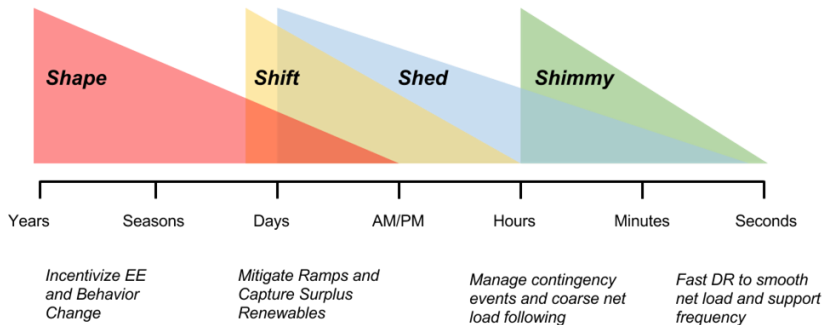 Shape Shift Shed Shimmy
Years Seasons Days AM/PM Hours Minutes Seconds
Incentivize EE
and Behavior
Change
Mitigate Ramps and
Capture Surplus
Renewables
Manage contingency
events and coarse net
load following
Fast DR to smooth
net load and support
frequency